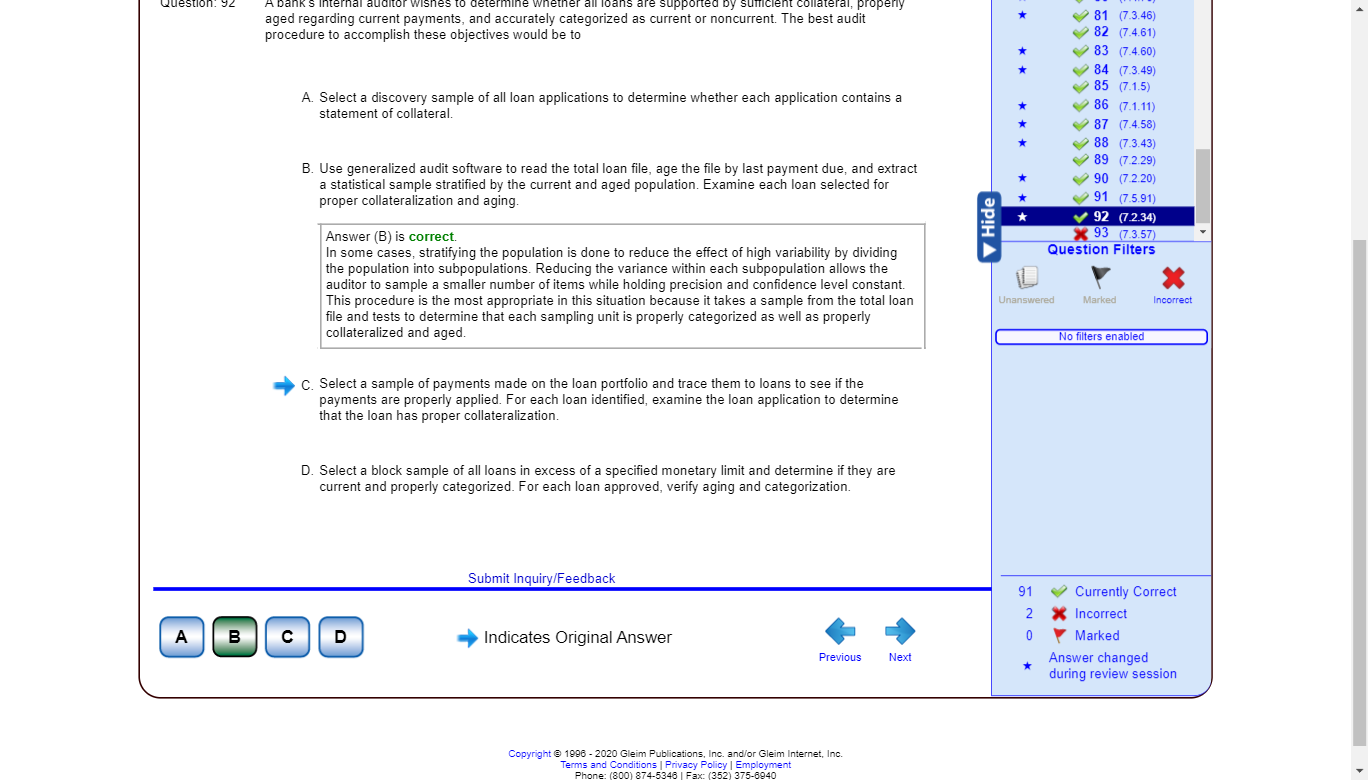 Question: 92
A bank's internal auditor wishes to determine whether all loans are supported by sufficient collateral, properly
aged regarding current payments, and accurately categorized as current or noncurrent. The best audit
procedure to accomplish these objectives would be to
A. Select a discovery sample of all loan applications to determine whether each application contains a
statement of collateral.
B. Use generalized audit software to read the total loan file, age the file by last payment due, and extract
a statistical sample stratified by the current and aged population. Examine each loan selected for
proper collateralization and aging.
Answer (B) is correct.
In some cases, stratifying the population is done to reduce the effect of high variability by dividing
the population into subpopulations. Reducing the variance within each subpopulation allows the
auditor to sample a smaller number of items while holding precision and confidence level constant.
This procedure is the most appropriate in this situation because it takes a sample from the total loan
file and tests to determine that each sampling unit is properly categorized as well as properly
collateralized and aged.
C. Select a sample of payments made on the loan portfolio and trace them to loans to see if the
payments are properly applied. For each loan identified, examine the loan application to determine
that the loan has proper collateralization.
D. Select a block sample of all loans in excess of a specified monetary limit and determine if they are
current and properly categorized. For each loan approved, verify aging and categorization.
Submit Inquiry/Feedback
A B C D
Indicates Original Answer
Previous
Next
81 (7.3.46)
82 (7.4.61)
83 (7.4.60)
84 (7.3.49)
85 (7.1.5)
86 (7.1.11)
87 (7.4.58)
88 (7.3.43)
89 (7.2.29)
90 (7.2.20)
91 (7.5.91)
92 (7.2.34)
93 (7.3.57)
Hide
Question Filters
Unanswered Marked Incorrect
No filters enabled
91 Currently Correct
2 Incorrect
0 Marked
Answer changed
during review session
Copyright © 1996 - 2020 Gleim Publications, Inc. and/or Gleim Internet, Inc.
Terms and Conditions | Privacy Policy | Employment
Phone: (800) 874-5346 | Fax: (352) 375-6940